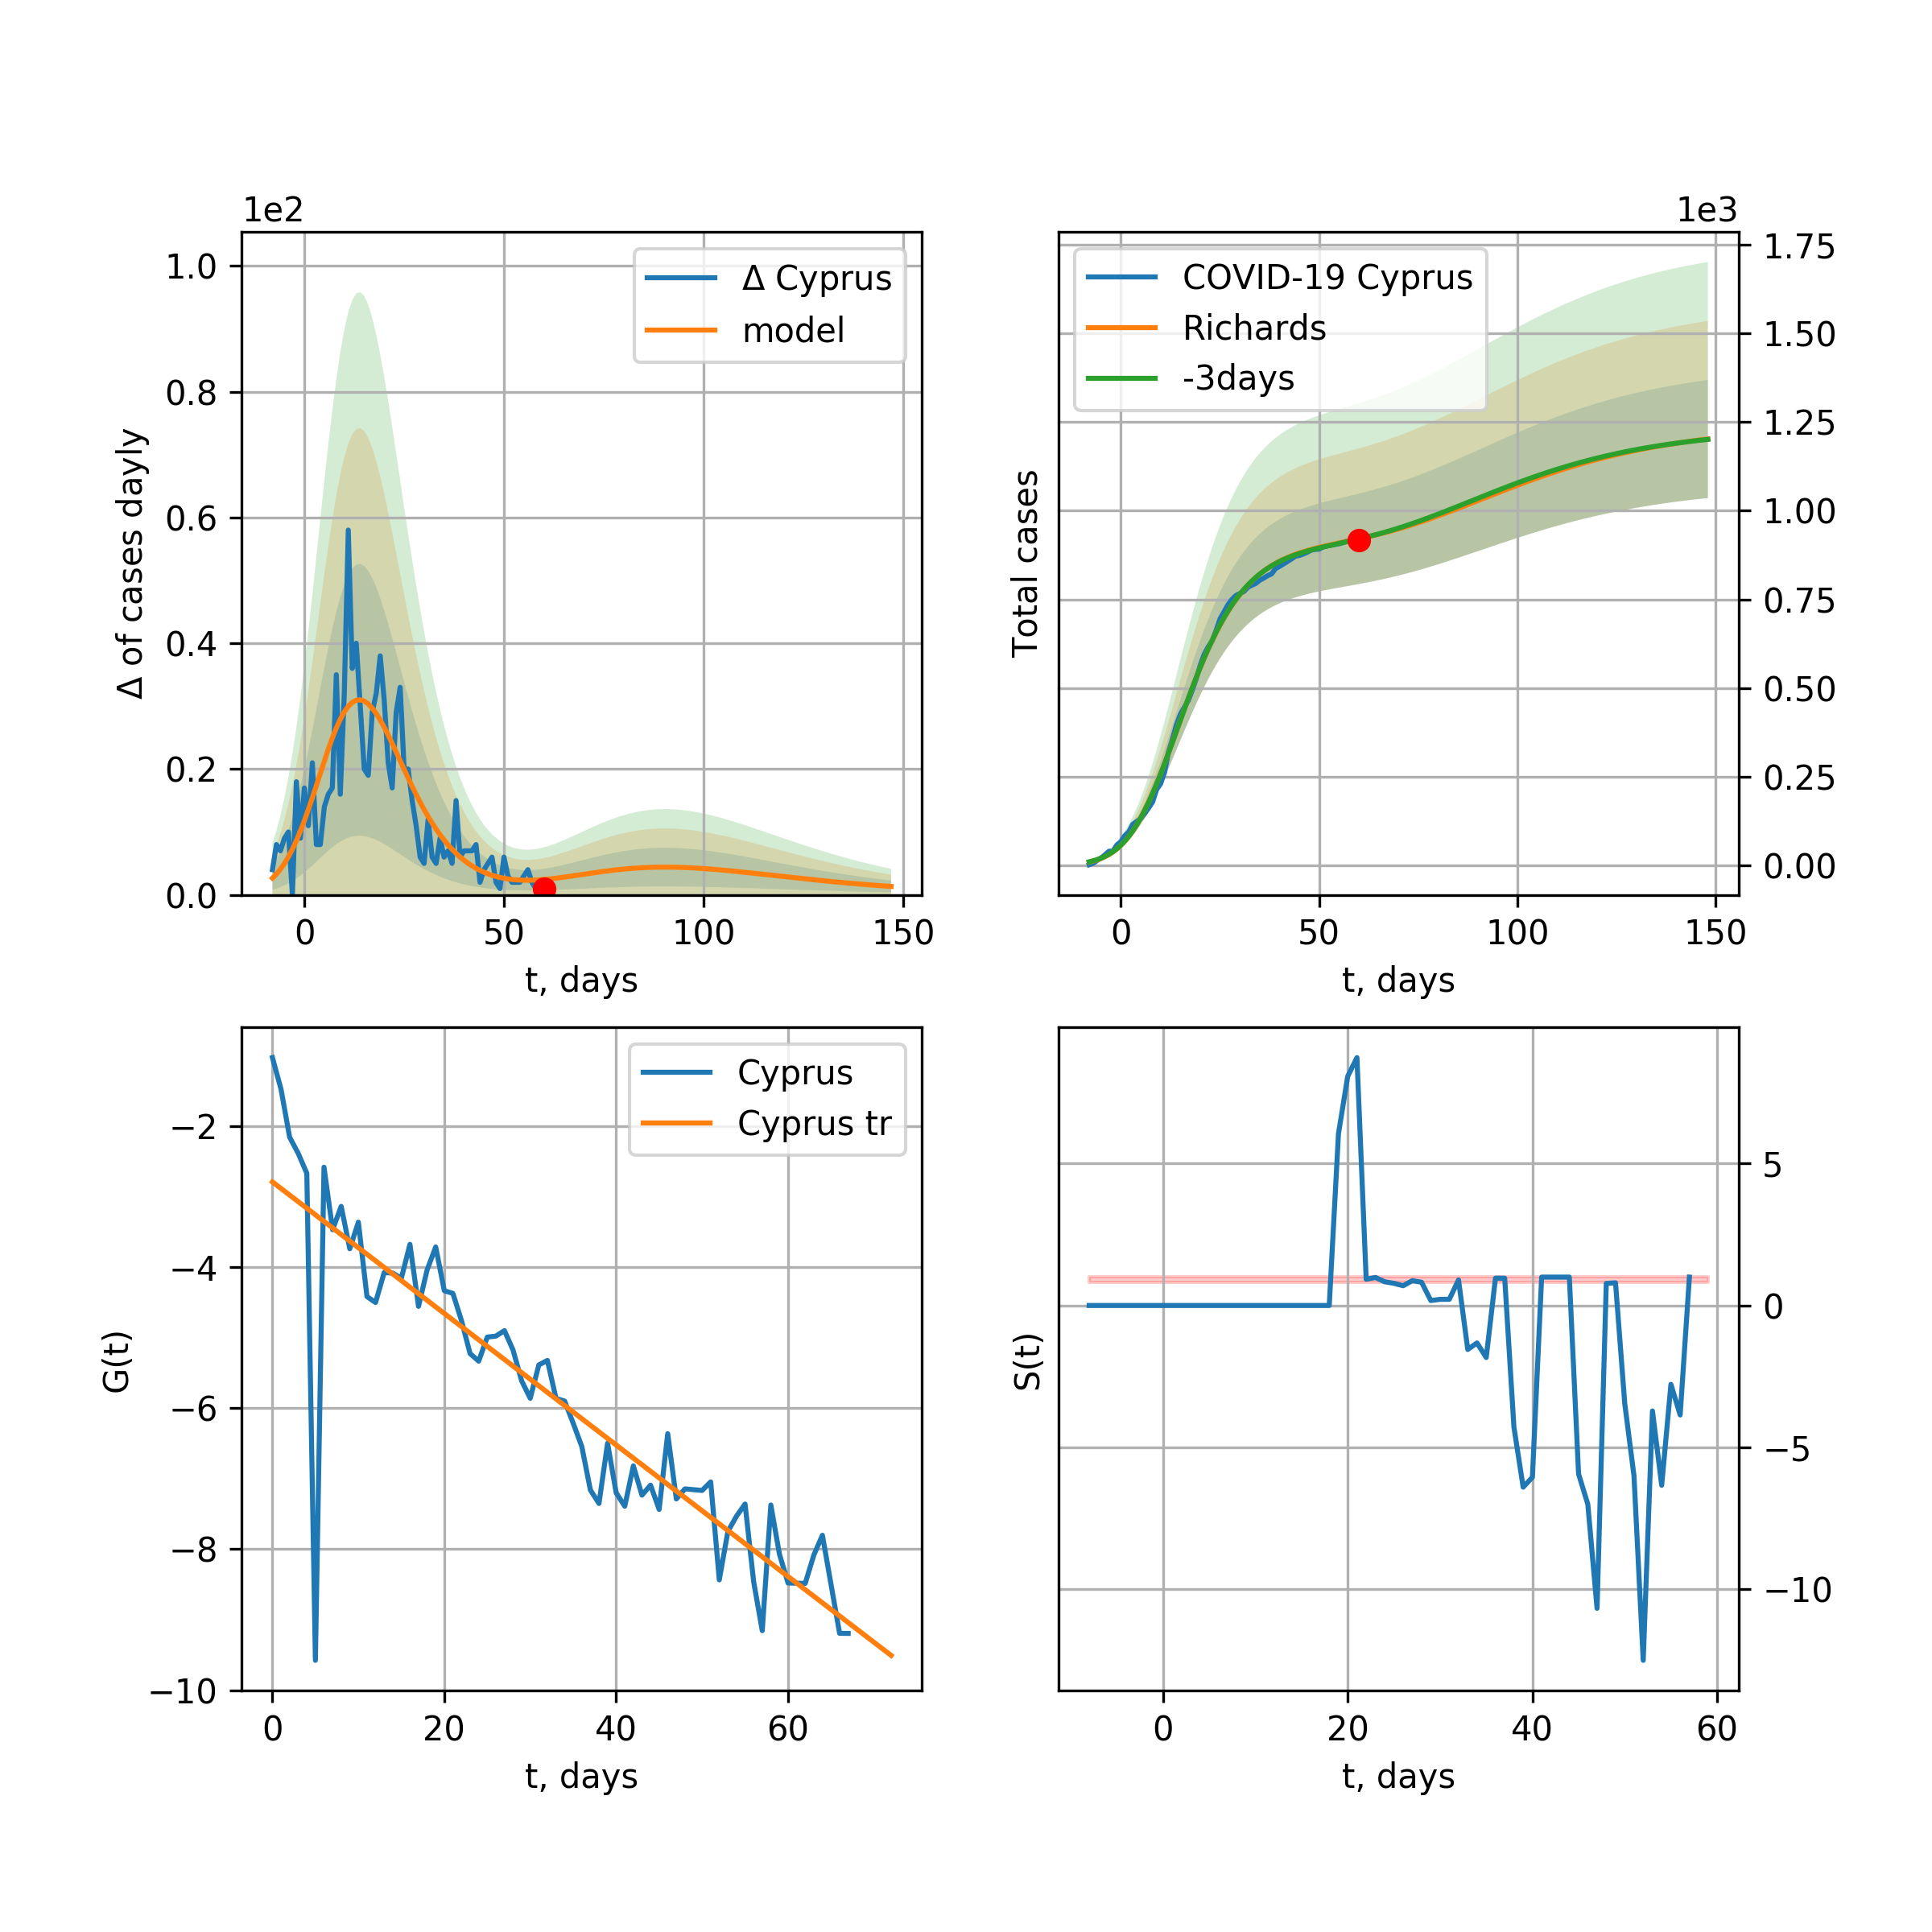 1e2
Δ Cyprus
model
1.0
0.8
0.6
0.4
0.2
0.0
Δ of cases dayly
0 50 100 150
t, days
1e3
COVID-19 Cyprus
Richards
-3days
1.75
1.50
1.25
1.00
0.75
0.50
0.25
0.00
Total cases
0 50 100 150
t, days
Cyprus
Cyprus tr
−2
−4
−6
−8
−10
G(t)
0 20 40 60
t, days
5
0
−5
−10
S(t)
0 20 40 60
t, days